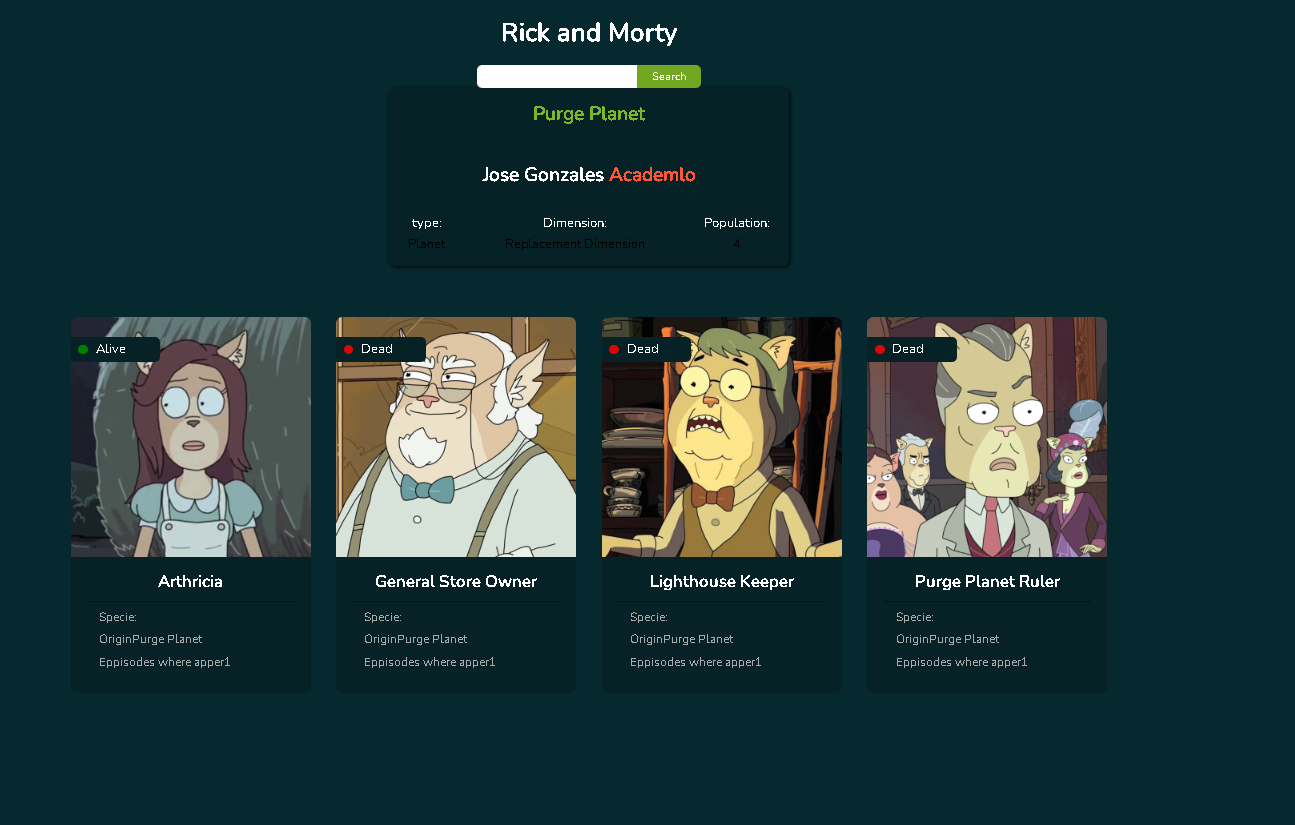 Rick and Morty
Search
Purge Planet
Jose Gonzales Academlo
type: Dimension: Population:
Planet Replacement Dimension 4
Alive Dead Dead Dead
Arthricia General Store Owner Lighthouse Keeper Purge Planet Ruler
Specie: Specie: Specie: Specie:
OriginPurge Planet OriginPurge Planet OriginPurge Planet OriginPurge Planet
Eppisodes where apper1 Eppisodes where apper1 Eppisodes where apper1 Eppisodes where apper1